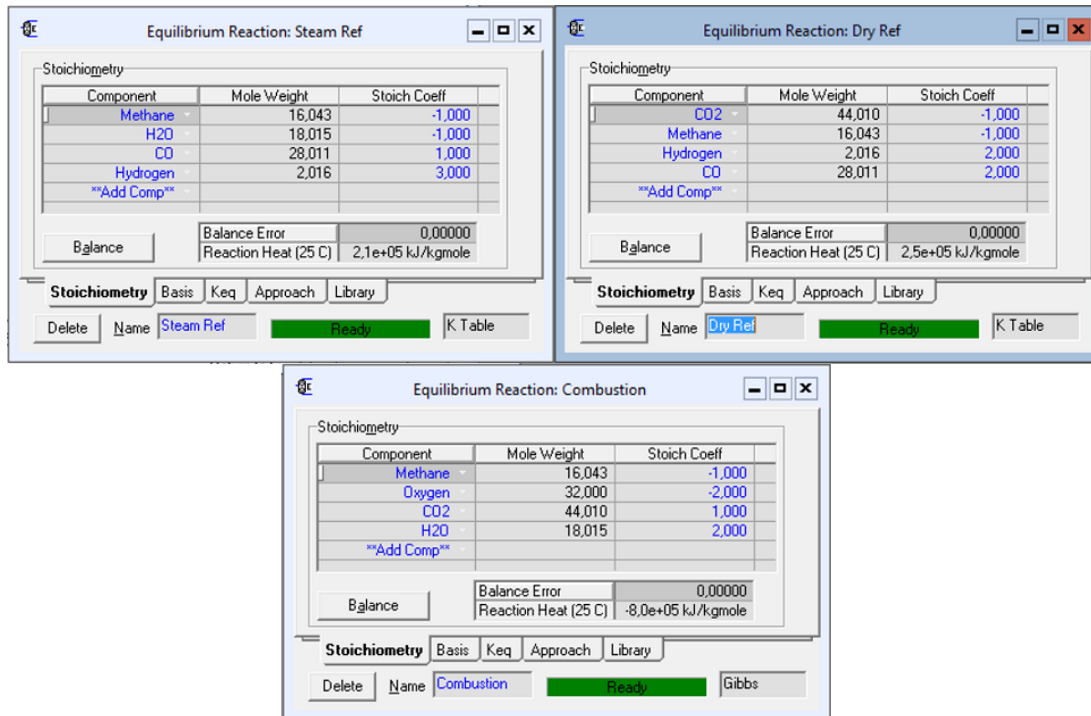 Equilibrium Reaction: Steam Ref
Stoichiometry
Component Mole Weight Stoich Coeff
Methane 16,043 -1,000
H2O 18,015 -1,000
CO 28,011 1,000
Hydrogen 2,016 3,000
**Add Comp**
Balance
Balance Error 0,00000
Reaction Heat (25 C) 2,1e+05 kJ/kgmole
Stoichiometry Basis Keq Approach Library
Delete Name Steam Ref Ready K Table
Equilibrium Reaction: Dry Ref
Stoichiometry
Component Mole Weight Stoich Coeff
CO2 44,010 -1,000
Methane 16,043 -1,000
Hydrogen 2,016 2,000
CO 28,011 2,000
**Add Comp**
Balance
Balance Error 0,00000
Reaction Heat (25 C) 2,5e+05 kJ/kgmole
Stoichiometry Basis Keq Approach Library
Delete Name Dry Ref Ready K Table
Equilibrium Reaction: Combustion
Stoichiometry
Component Mole Weight Stoich Coeff
Methane 16,043 -1,000
Oxygen 32,000 -2,000
CO2 44,010 1,000
H2O 18,015 2,000
**Add Comp**
Balance
Balance Error 0,00000
Reaction Heat (25 C) -8,0e+05 kJ/kgmole
Stoichiometry Basis Keq Approach Library
Delete Name Combustion Ready Gibbs